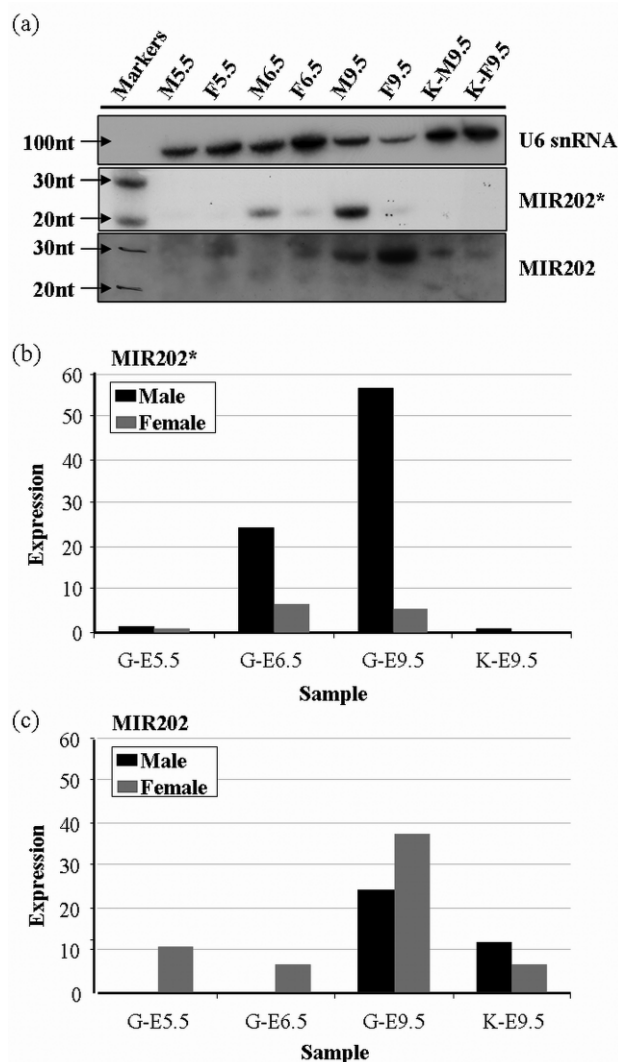 (a)
Markers M5.5 F5.5 M6.5 F6.5 M9.5 F9.5 K-M9.5 K-F9.5
100nt U6 snRNA
30nt
20nt MIR202*
30nt
20nt MIR202
(b) MIR202*
Male
Female
60
50
40
30
20
10
0
Expression
G-E5.5 G-E6.5 G-E9.5 K-E9.5
Sample
(c) MIR202
Male
Female
60
50
40
30
20
10
0
Expression
G-E5.5 G-E6.5 G-E9.5 K-E9.5
Sample